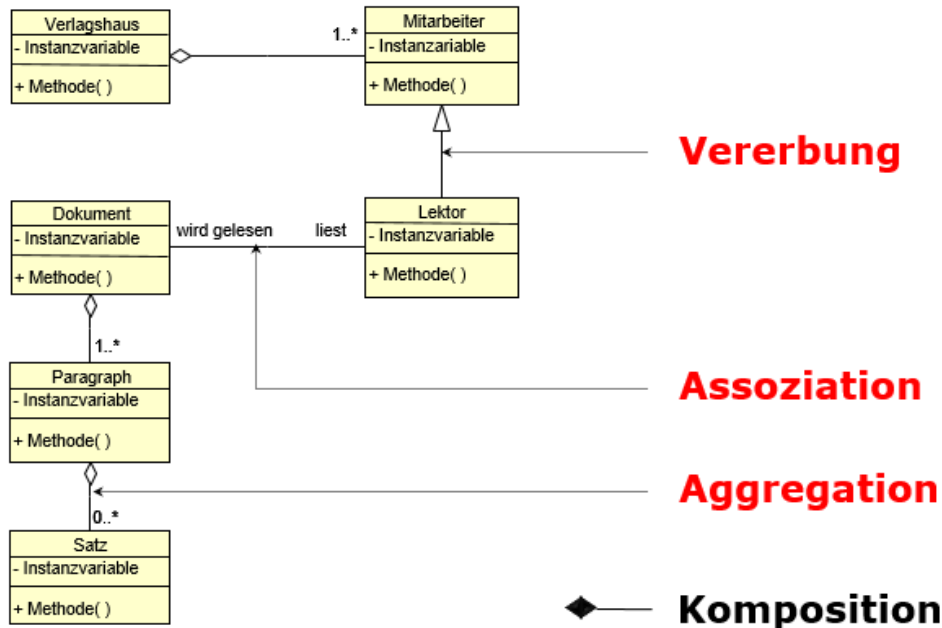 Verlagshaus
- Instanzvariable
+ Methode( )
1..*
Mitarbeiter
- Instanzariable
+ Methode( )
Vererbung
Dokument
- Instanzvariable
+ Methode( )
wird gelesen
liest
Lektor
- Instanzvariable
+ Methode( )
1..*
Paragraph
- Instanzvariable
+ Methode( )
Assoziation
Aggregation
0..*
Satz
- Instanzvariable
+ Methode( )
Komposition